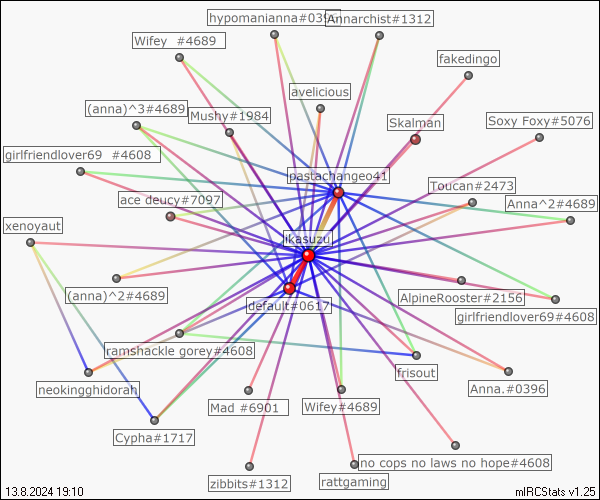 hypomanianna#0396
Annarchist#1312
Wifey  #4689
fakedingo
avelicious
(anna)^3#4689
Mushy#1984
Skalman
Soxy Foxy#5076
girlfriendlover69  #4608
pastachangeo41
Toucan#2473
ace deucy#7097
Anna^2#4689
xenoyaut
ikasuzu
(anna)^2#4689
default#0617
AlpineRooster#2156
girlfriendlover69#4608
ramshackle gorey#4608
frisout
neokingghidorah
Anna.#0396
Mad #6901
Wifey#4689
Cypha#1717
no cops no laws no hope#4608
zibbits#1312
rattgaming
13.8.2024 19:10
mIRCStats v1.25